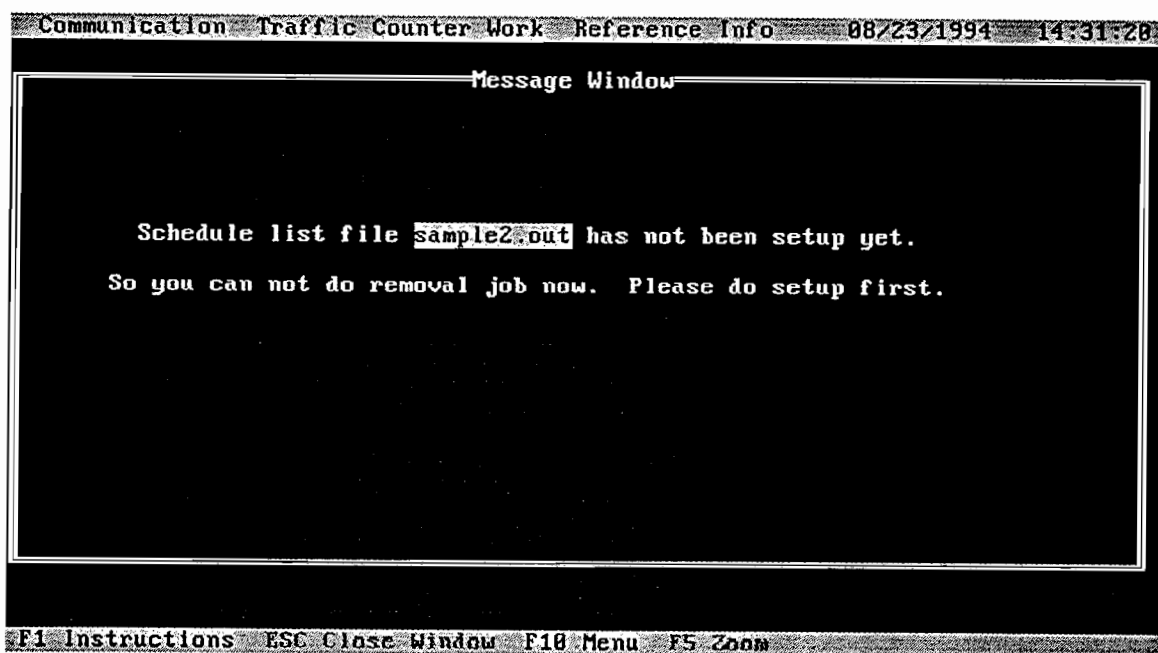 Communication Traffic Counter Work Reference Info 08/23/1994 14:31:20
Message Window
Schedule list file sample2.out has not been setup yet.
So you can not do removal job now. Please do setup first.
F1 Instructions ESC Close Window F10 Menu F5 Zoom